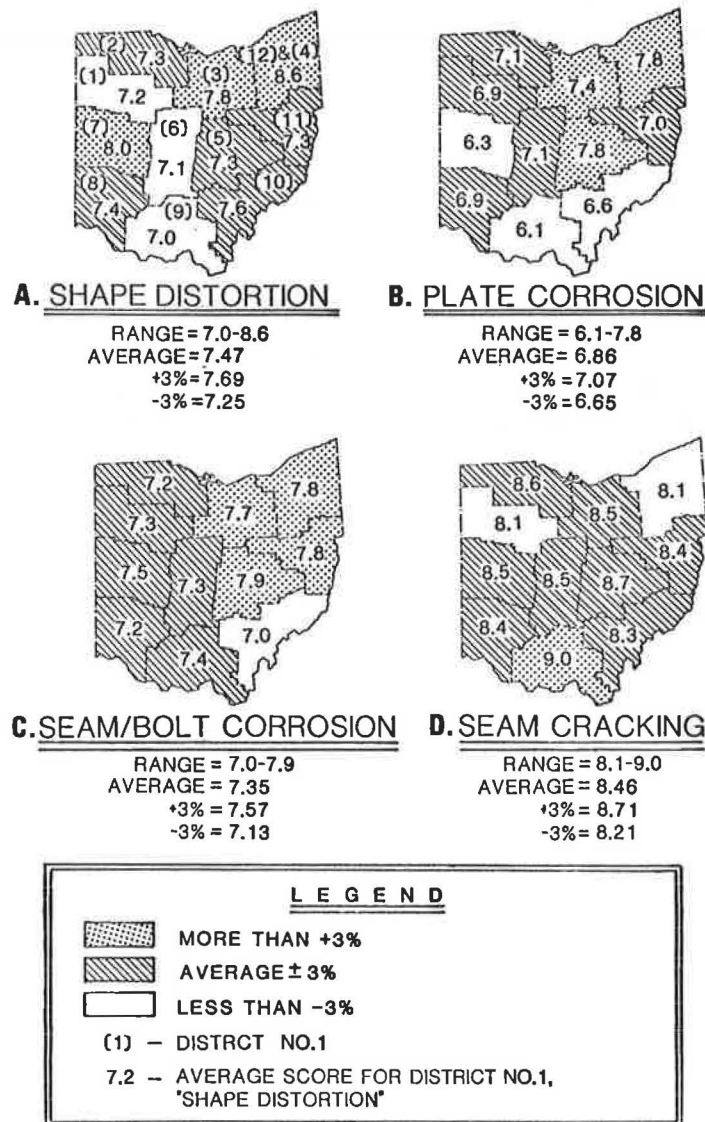 (2)
7.3
(12)&(4)
8.6
(1)
7.2
(3)
7.8
(7)
8.0
(6)
7.1
(5)
7.3
(11)
7.3
(8)
7.4
(9)
7.0
7.6
(10)
A. SHAPE DISTORTION
RANGE = 7.0-8.6
AVERAGE = 7.47
+3% = 7.69
-3% = 7.25
7.1
7.4
7.8
6.9
6.3
7.1
7.8
7.0
6.9
6.1
6.6
B. PLATE CORROSION
RANGE = 6.1-7.8
AVERAGE = 6.86
+3% = 7.07
-3% = 6.65
7.2
7.7
7.8
7.3
7.5
7.3
7.9
7.8
7.2
7.4
7.0
C. SEAM/BOLT CORROSION
RANGE = 7.0-7.9
AVERAGE = 7.35
+3% = 7.57
-3% = 7.13
8.6
8.5
8.1
8.1
8.5
8.5
8.7
8.4
8.4
9.0
8.3
D. SEAM CRACKING
RANGE = 8.1-9.0
AVERAGE = 8.46
+3% = 8.71
-3% = 8.21
LEGEND
MORE THAN +3%
AVERAGE ± 3%
LESS THAN -3%
(1) - DISTRCT NO.1
7.2 - AVERAGE SCORE FOR DISTRICT NO.1,
"SHAPE DISTORTION"